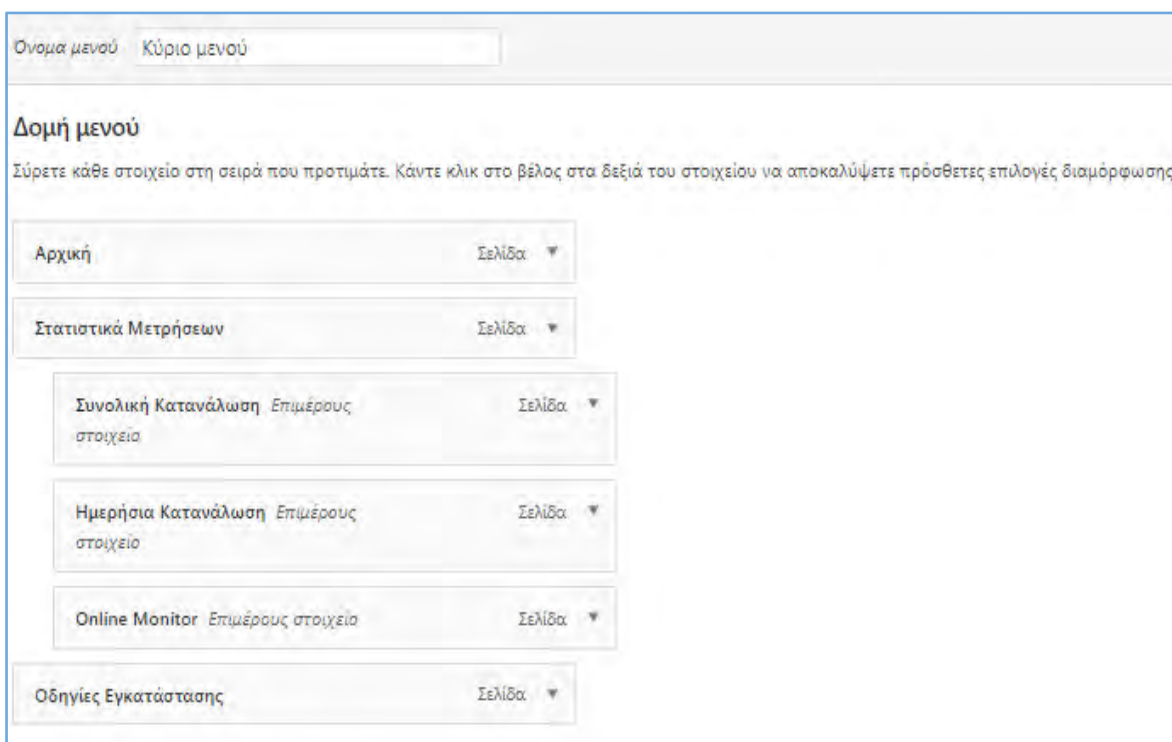 Όνομα μενού Κύριο μενού
Δομή μενού
Σύρετε κάθε στοιχείο στη σειρά που προτιμάτε. Κάντε κλικ στο βέλος στα δεξιά του στοιχείου να αποκαλύψετε πρόσθετες επιλογές διαμόρφωσης
Αρχική Σελίδα ▼
Στατιστικά Μετρήσεων Σελίδα ▼
Συνολική Κατανάλωση Επιμέρους Σελίδα ▼
στοιχείο
Ημερήσια Κατανάλωση Επιμέρους Σελίδα ▼
στοιχείο
Online Monitor Επιμέρους στοιχείο Σελίδα ▼
Οδηγίες Εγκατάστασης Σελίδα ▼